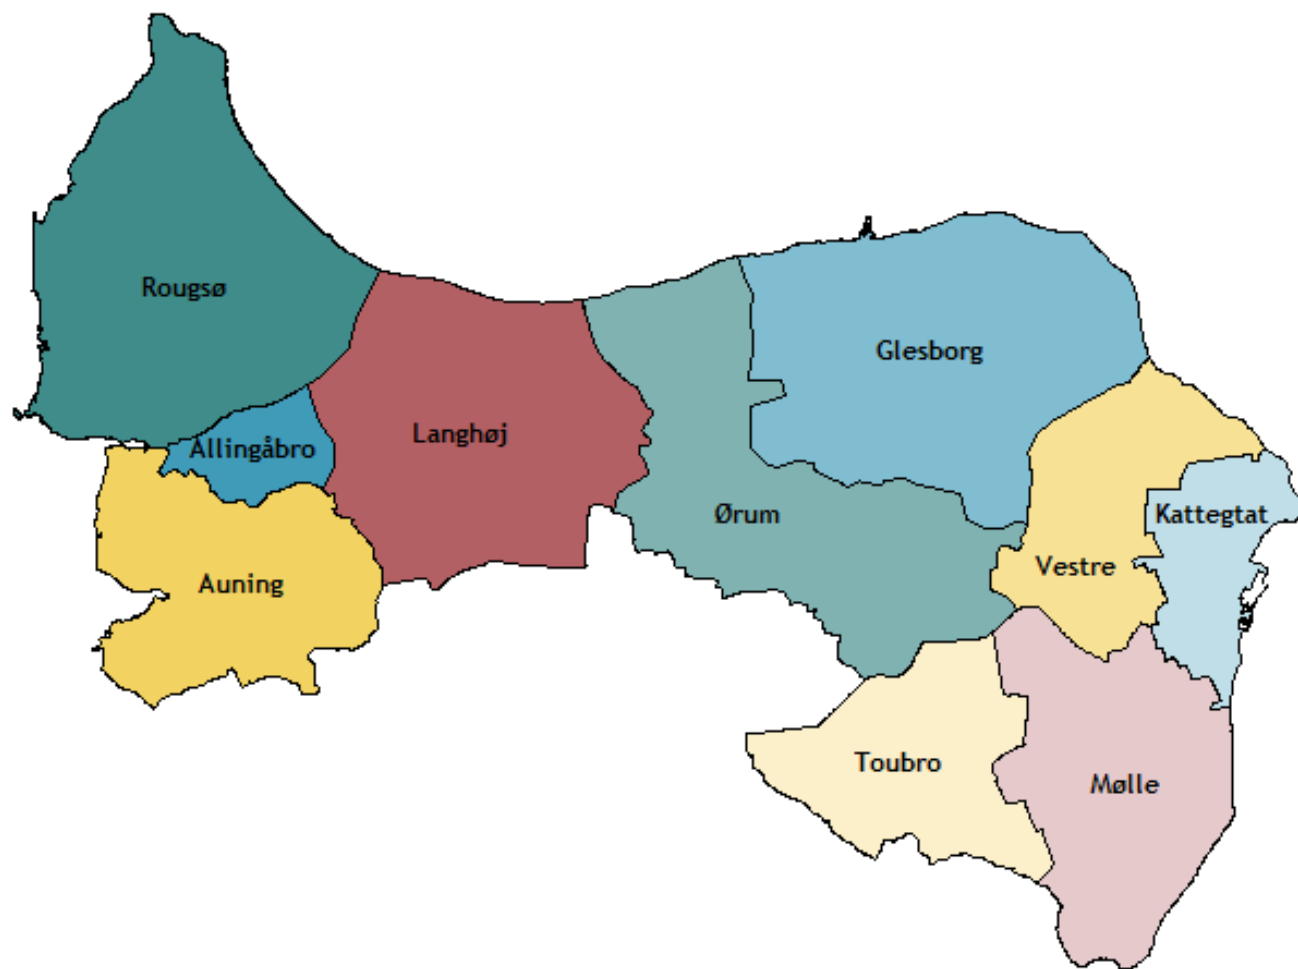 Rougsø
Glesborg
Langhøj
Allingåbro
Ørum
Kattegtat
Vestre
Auning
Toubro
Mølle